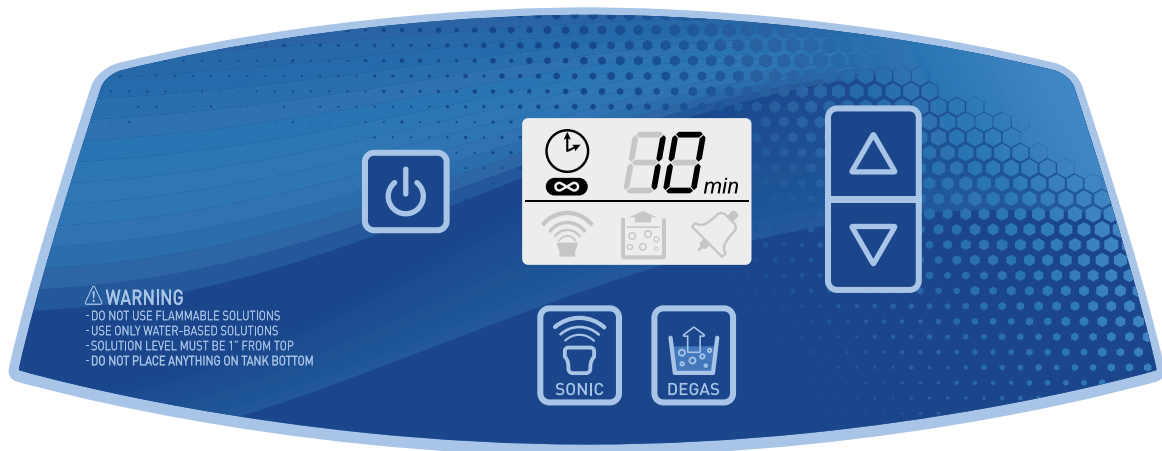 10 min
WARNING
- DO NOT USE FLAMMABLE SOLUTIONS
- USE ONLY WATER-BASED SOLUTIONS
- SOLUTION LEVEL MUST BE 1" FROM TOP
- DO NOT PLACE ANYTHING ON TANK BOTTOM
SONIC
DEGAS